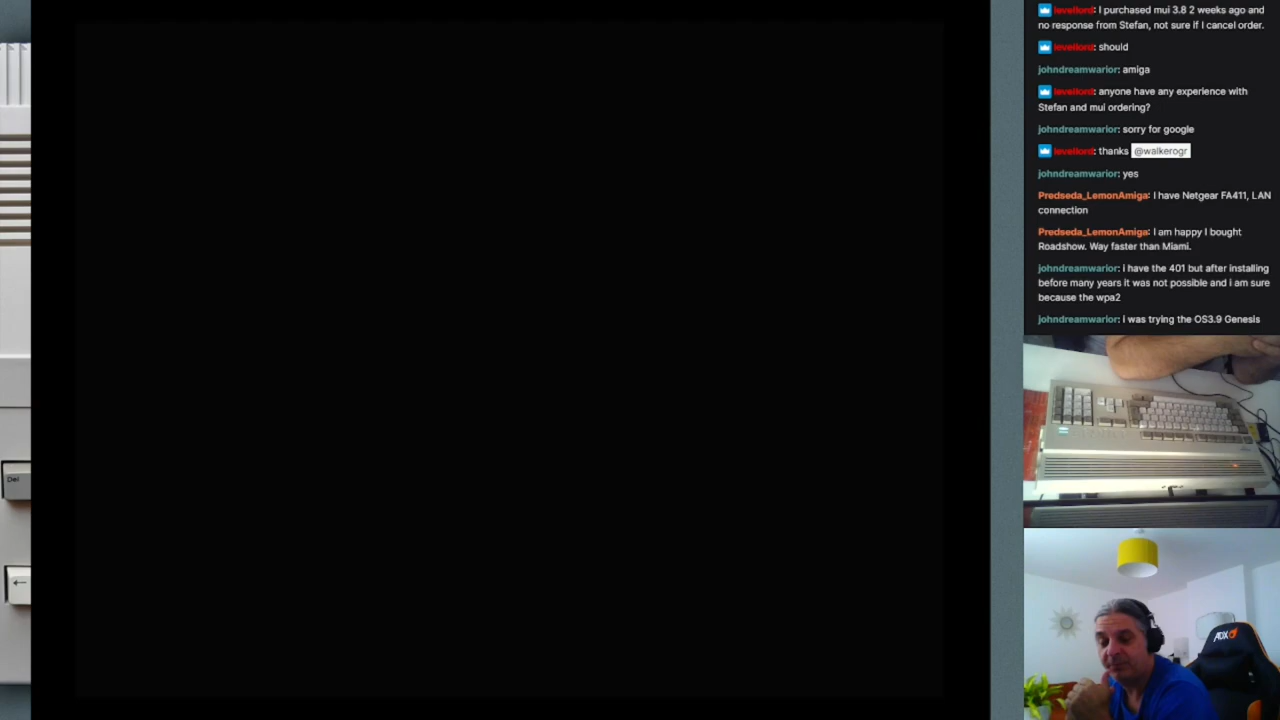 levellord: I purchased mui 3.8 2 weeks ago and
no response from Stefan, not sure if I cancel order.
levellord: should
johndreamwarior: amiga
levellord: anyone have any experience with
Stefan and mui ordering?
johndreamwarior: sorry for google
levellord: thanks @walkerogr
johndreamwarior: yes
Predseda_LemonAmiga: I have Netgear FA411, LAN
connection
Predseda_LemonAmiga: I am happy I bought
Roadshow. Way faster than Miami.
johndreamwarior: i have the 401 but after installing
before many years it was not possible and i am sure
because the wpa2
johndreamwarior: i was trying the OS3.9 Genesis
Del
ADX